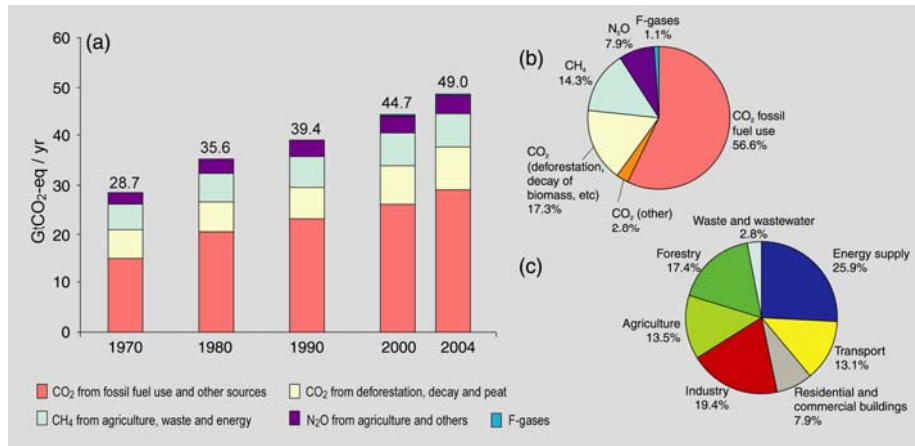 (a)
GtCO₂-eq / yr
60
50
40
30
20
10
0
28.7
35.6
39.4
44.7
49.0
1970
1980
1990
2000
2004
CO₂ from fossil fuel use and other sources
CO₂ from deforestation, decay and peat
CH₄ from agriculture, waste and energy
N₂O from agriculture and others
F-gases
(b)
F-gases
1.1%
N₂O
7.9%
CH₄
14.3%
CO₂ fossil
fuel use
56.6%
CO₂
(deforestation,
decay of
biomass, etc)
17.3%
CO₂ (other)
2.8%
(c)
Waste and wastewater
2.8%
Forestry
17.4%
Energy supply
25.9%
Agriculture
13.5%
Transport
13.1%
Industry
19.4%
Residential and
commercial buildings
7.9%